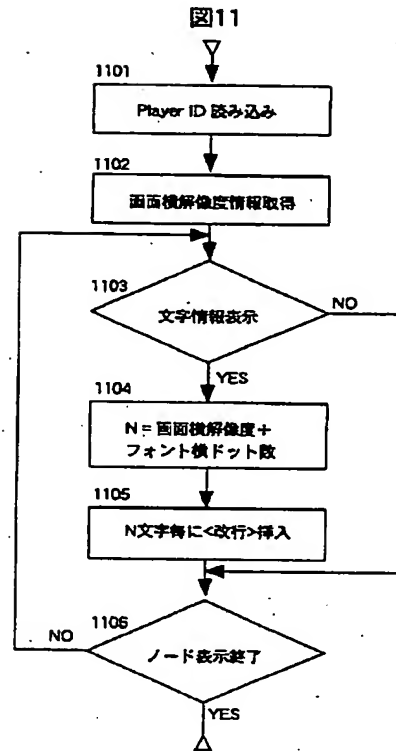 図11
1101
Player ID 読み込み
1102
画面横解像度情報取得
1103
文字情報表示
NO
YES
1104
N = 画面横解像度÷
フォント横ドット数
1105
N文字毎に<改行>挿入
1106
NO
ノード表示終了
YES